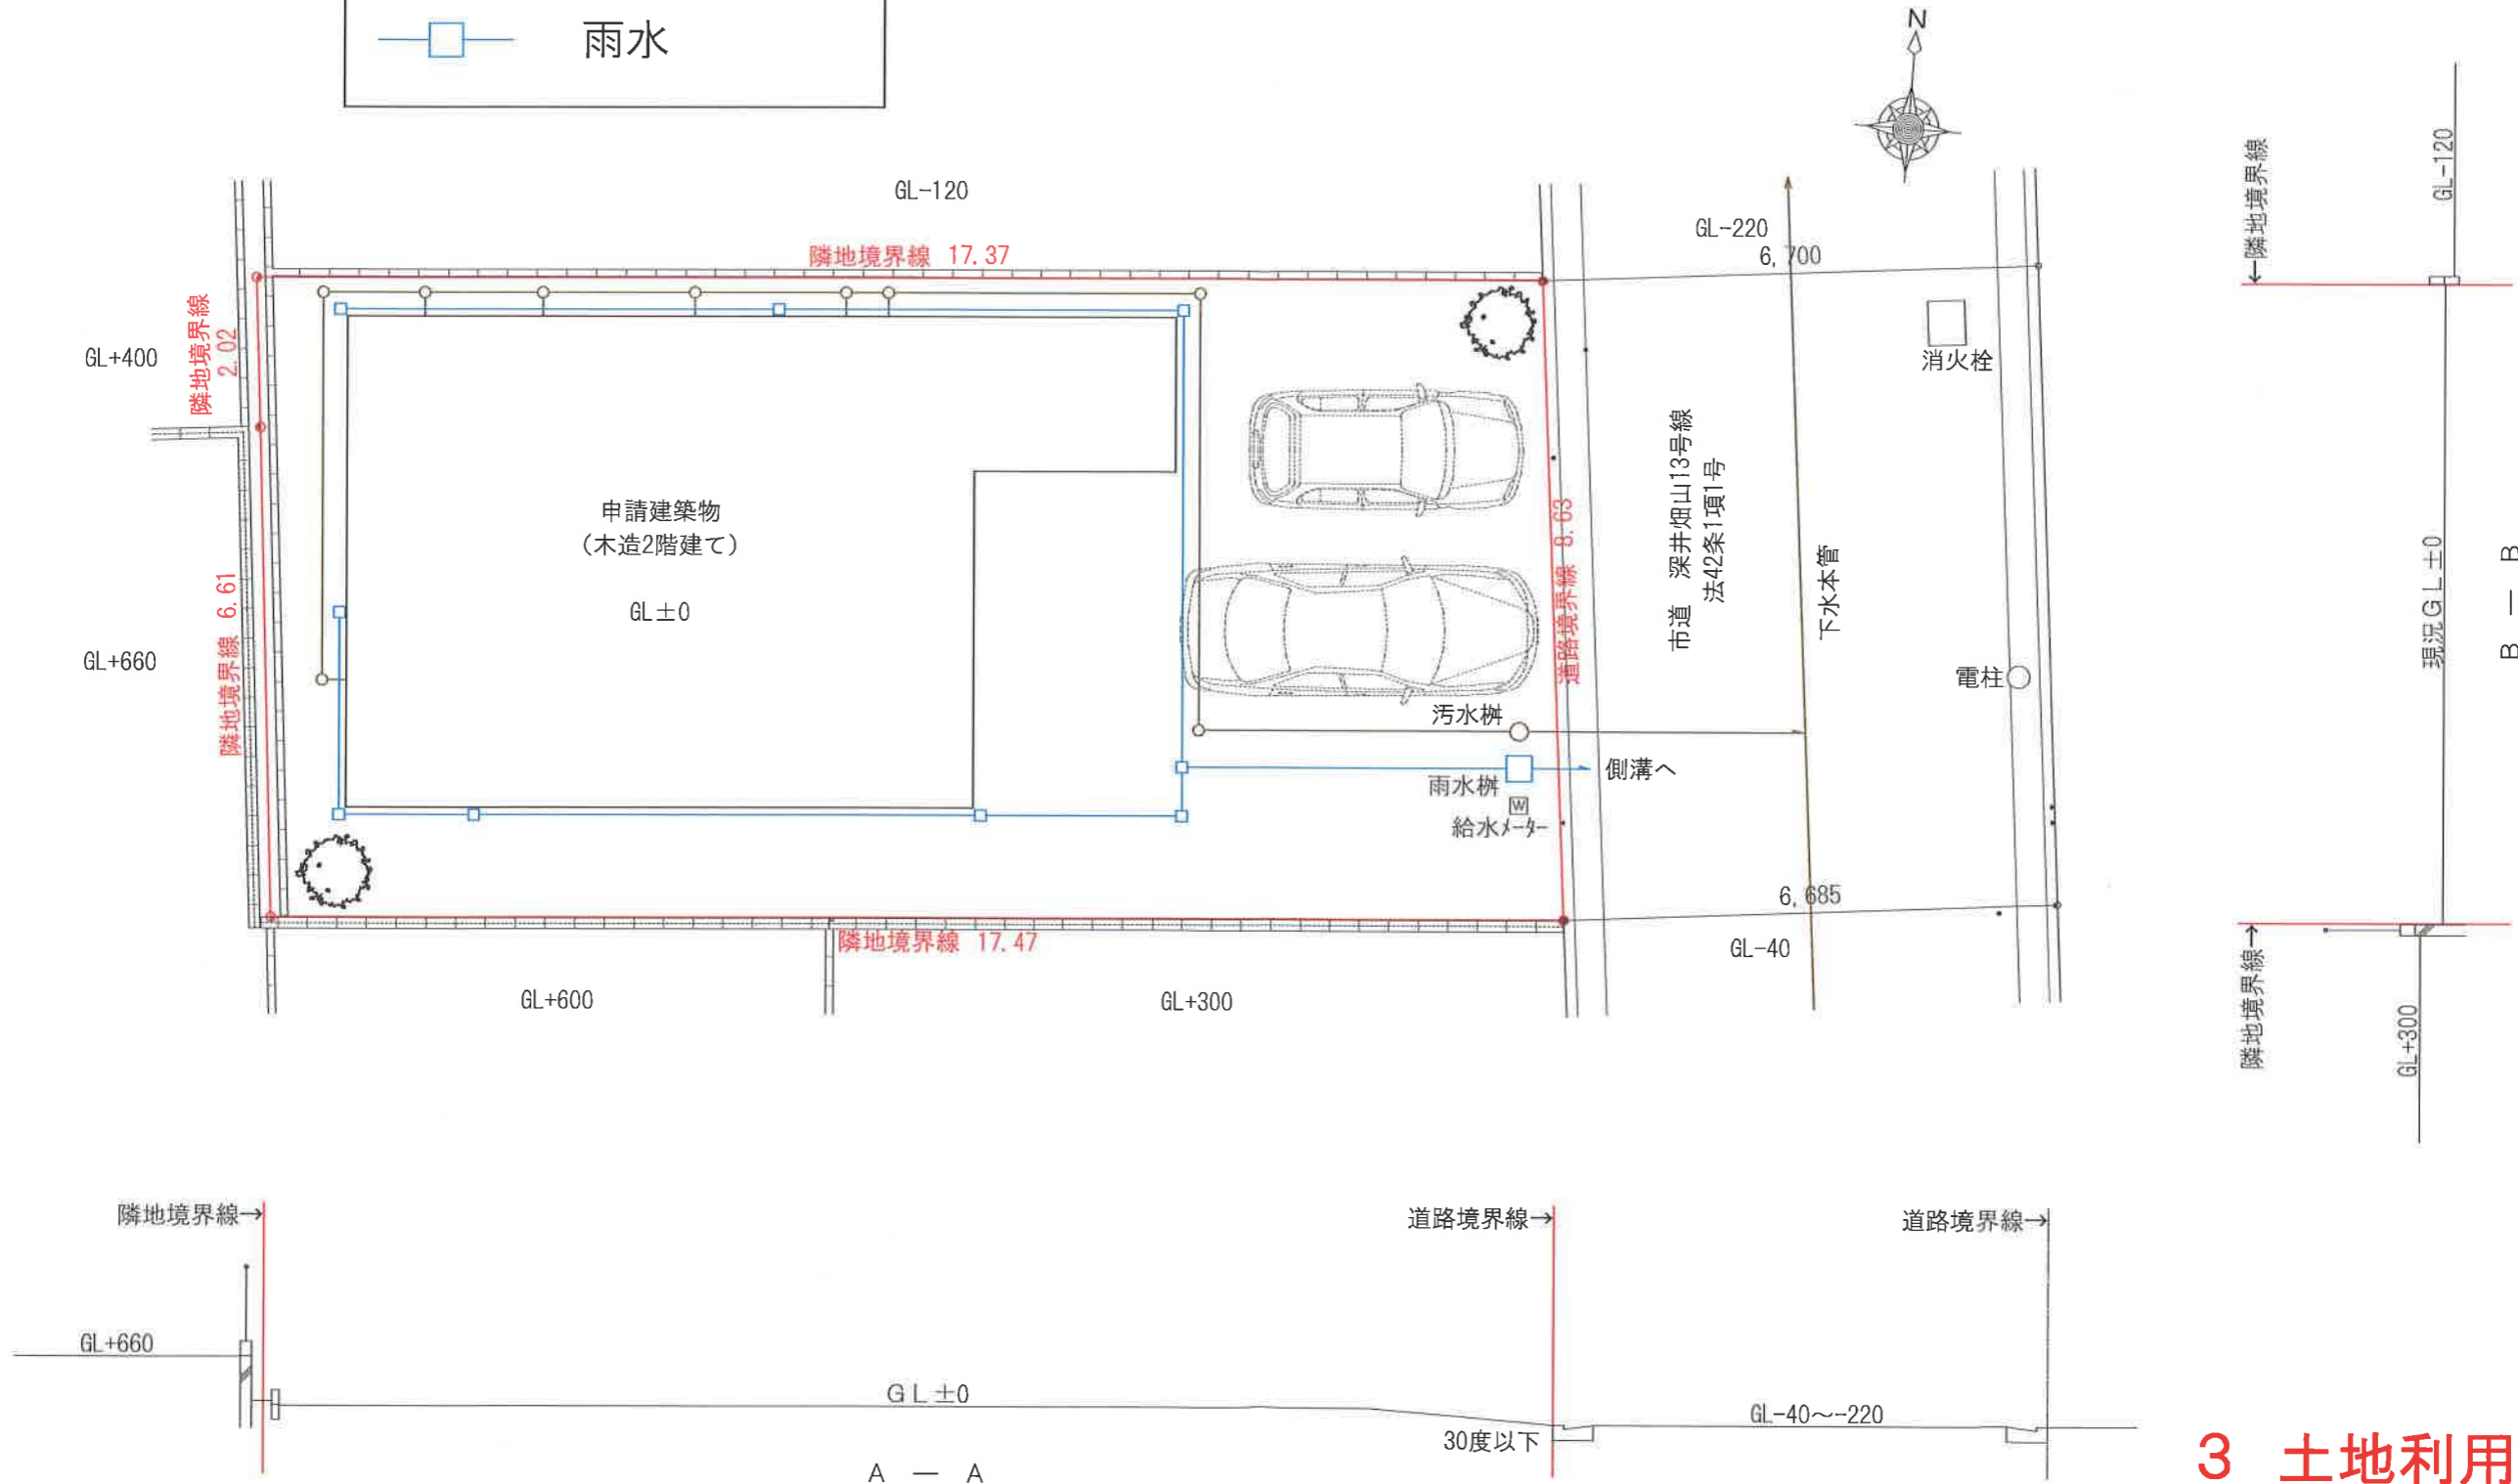 雨水
N
GL-120
GL-220
6,700
隣地境界線 17.37
隣地境界線
2.02
GL+400
消火栓
申請建築物
(木造2階建て)
GL±0
隣地境界線 6.61
GL+660
道路境界線 8.63
市道 深井畑山113号線
法42条1項1号
下水本管
電柱
汚水桝
雨水桝
側溝へ
W
給水メーター
6,685
GL-40
隣地境界線 17.47
GL+600
GL+300
←隣地境界線
GL-120
現況GL±0
B — B
隣地境界線→
GL+300
隣地境界線→
道路境界線→
道路境界線→
GL+660
GL±0
GL-40~-220
30度以下
A — A
3 土地利用